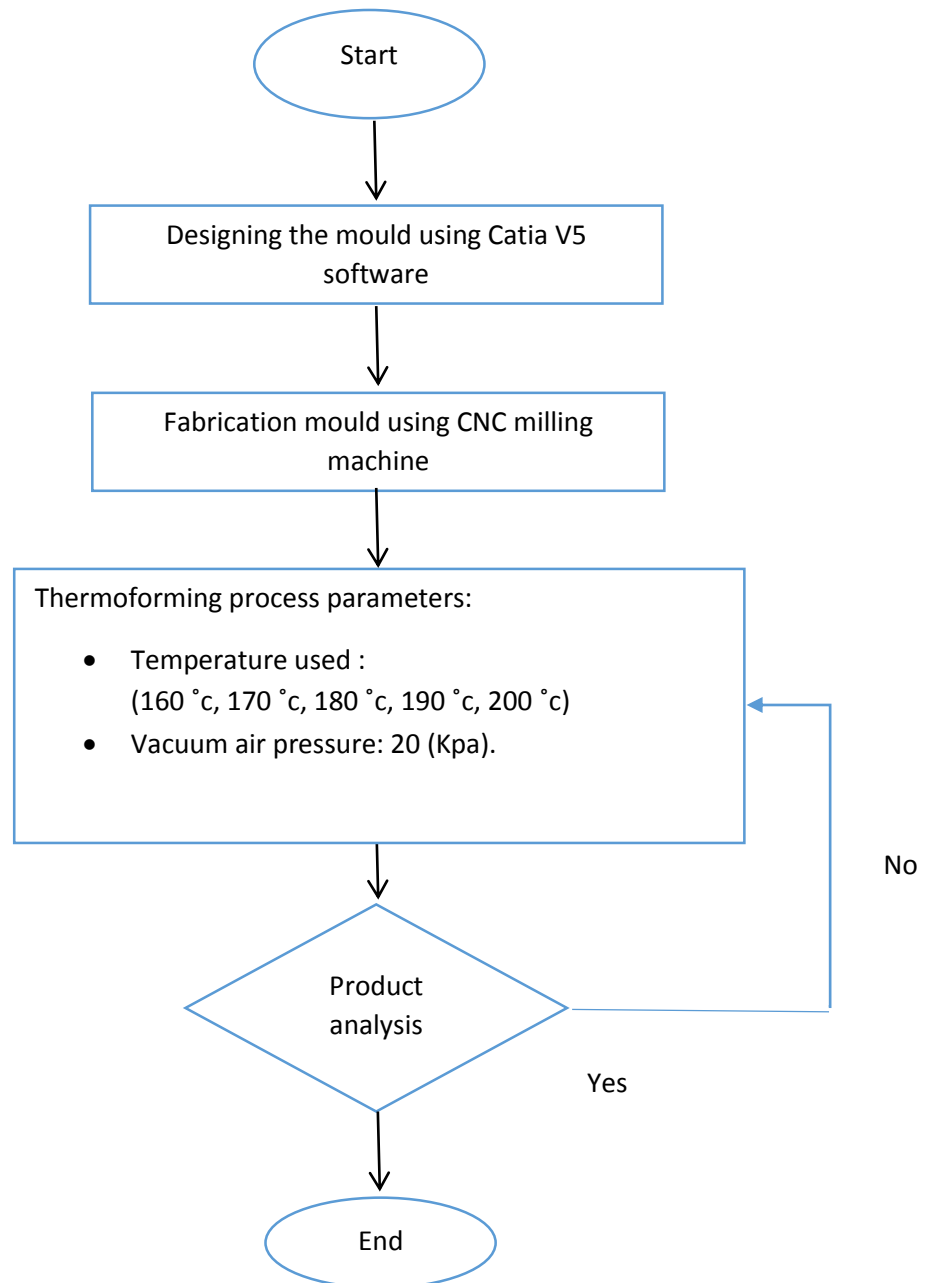 Start
Designing the mould using Catia V5
software
Fabrication mould using CNC milling
machine
Thermoforming process parameters:
• Temperature used :
(160 ˚c, 170 ˚c, 180 ˚c, 190 ˚c, 200 ˚c)
• Vacuum air pressure: 20 (Kpa).
No
Product
analysis
Yes
End